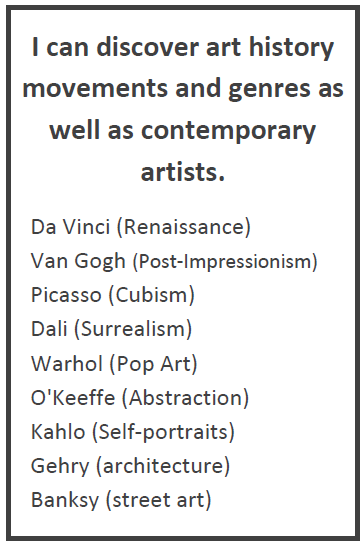 I can discover art history
movements and genres as
well as contemporary
artists.
Da Vinci (Renaissance)
Van Gogh (Post-Impressionism)
Picasso (Cubism)
Dali (Surrealism)
Warhol (Pop Art)
O'Keeffe (Abstraction)
Kahlo (Self-portraits)
Gehry (architecture)
Banksy (street art)